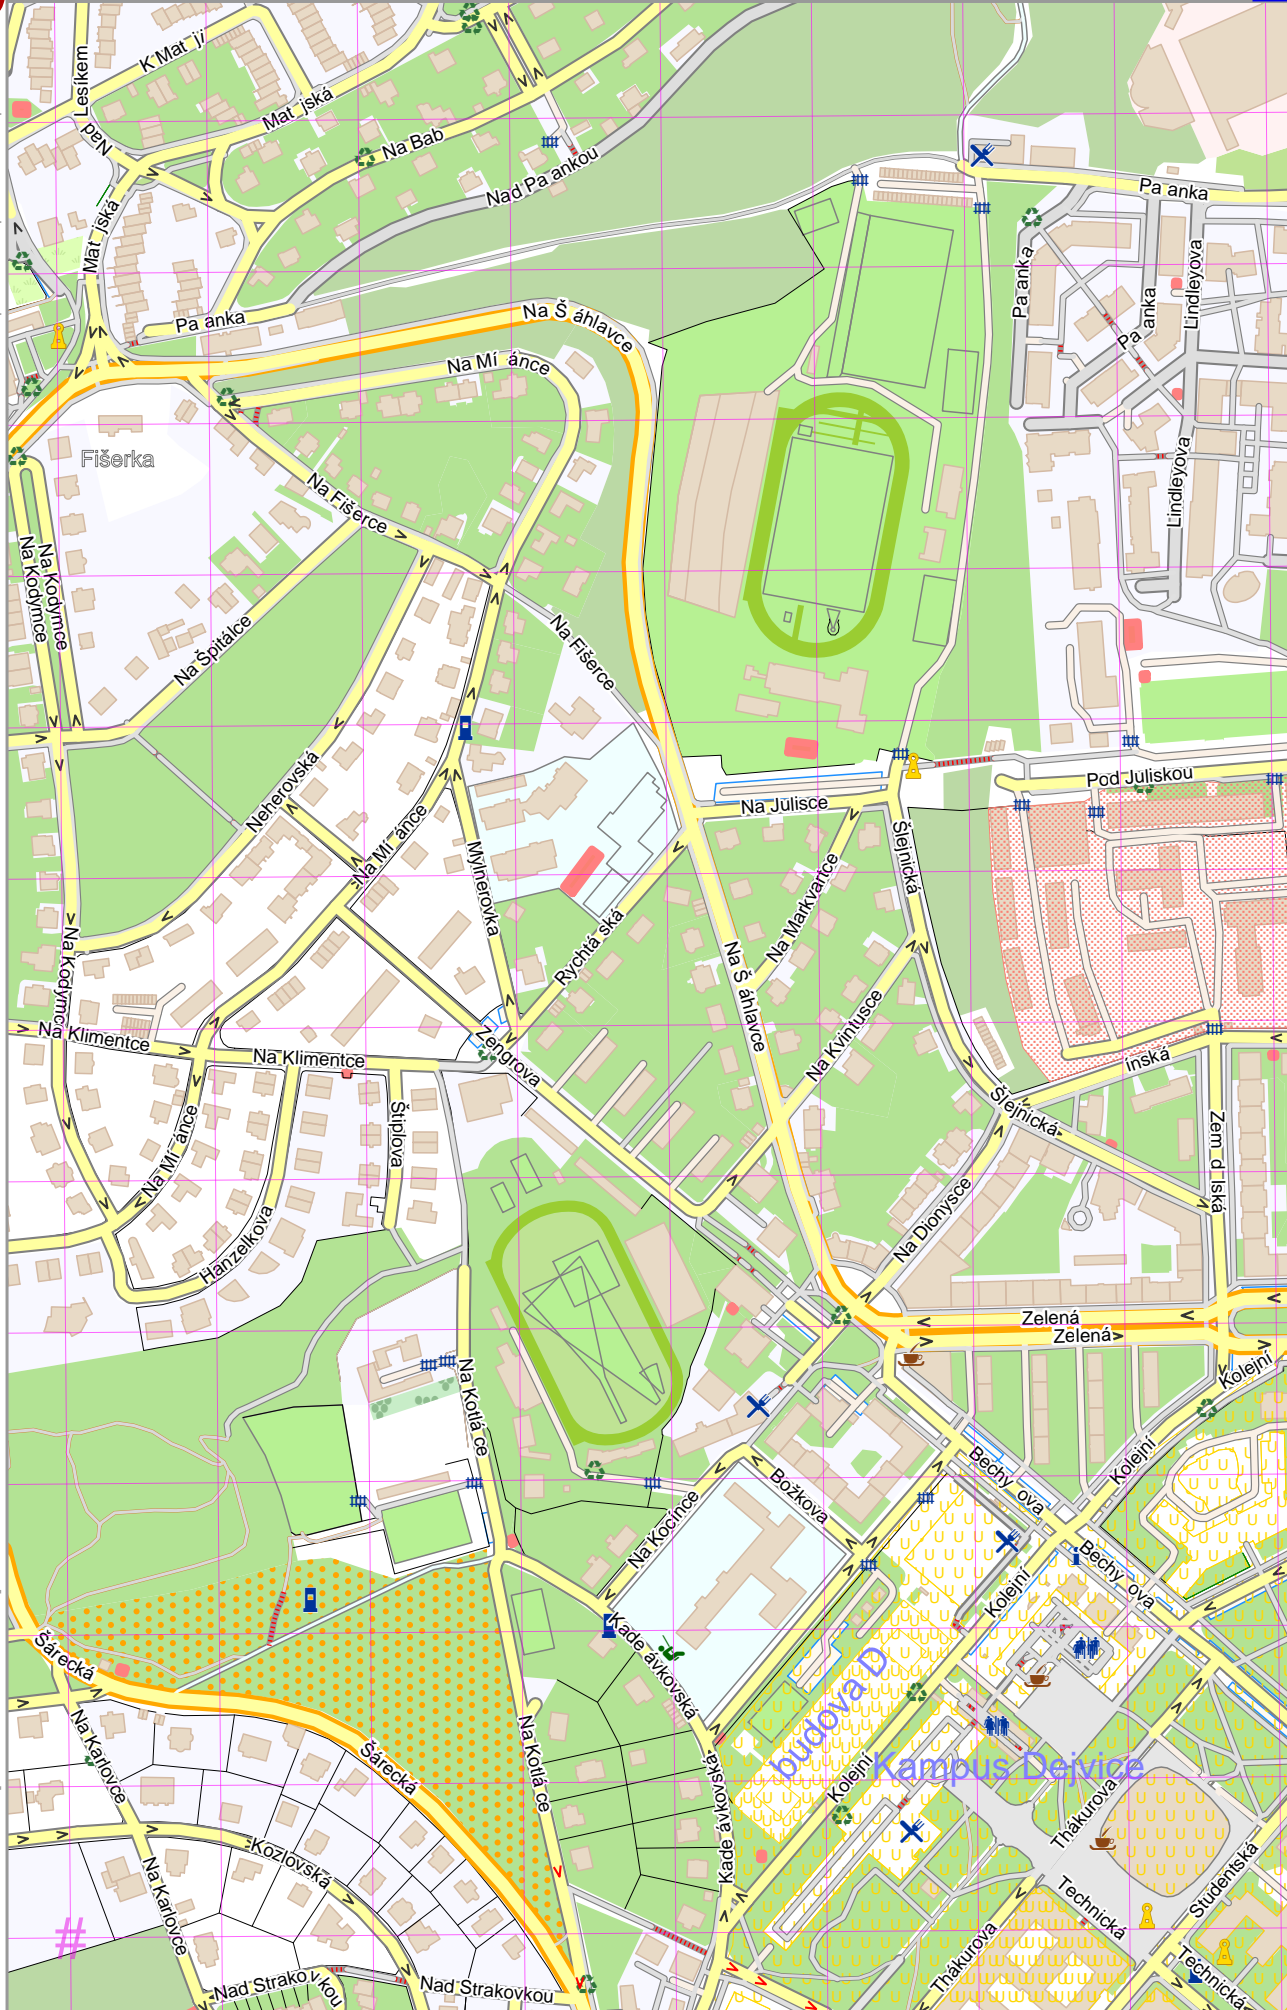 K Mat jí
Lesíkem
Nad
Mat jská
Na Bab
Nad Pa ankou
Pa anka
Mat jská
Pa anka
Na Š áhlavce
Pa anka
Pa anka
Lindleyova
Na Mí ánce
Fišerka
Na Fišerce
Lindleyova
Na Kodymce
Na Kodymce
Na Špitálce
Na Fišerce
Neherovská
Na Mí ánce
Mylnerovka
Na Julisce
Pod Juliskou
Šlejnická
Na Markvartce
Rychtá ská
Na Š áhlavce
Na Kodymce
Na Klimentce
Na Klimentce
Zengrova
Na Kvintusce
ínská
Šlejnická
Štíplova
Na Mí ánce
Zem d lská
Hanzelkova
Na Dionysce
Zelená
Zelená
Kolejní
Na Kotlá ce
Kolejní
Bechy ova
Božkova
Na Kocínce
Bechy ova
Kolejní
Kade ávkovská
Šárecká
budova D
Na Karlovce
Šárecká
Na Kotlá ce
Kampus Dejvice
Kolejní
Thákurova
Kade ávkovská
Kozlovská
Na Karlovce
Studentská
Technická
#
Thákurova
Technická
Nad Strakovkou
Nad Strakovkou